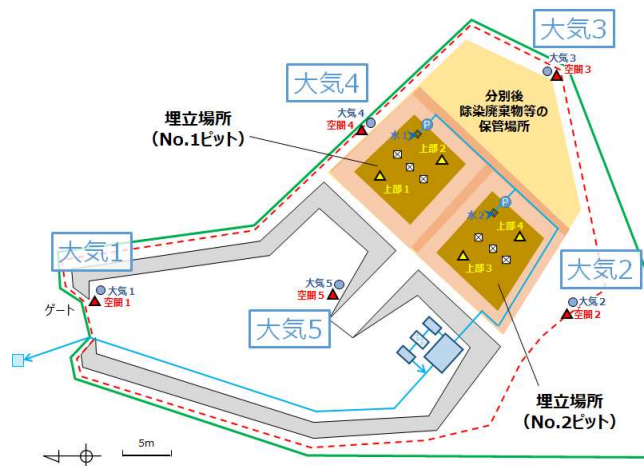 大気3
大気3
空間3
分別後
除染廃棄物等の
保管場所
大気4
大気4
空間4
埋立場所
(No.1ピット)
P
水1
上部2
上部1
P
水2
上部4
上部3
大気1
大気1
空間1
ゲート
大気5
空間5
大気5
大気2
大気2
空間2
埋立場所
(No.2ピット)
5m